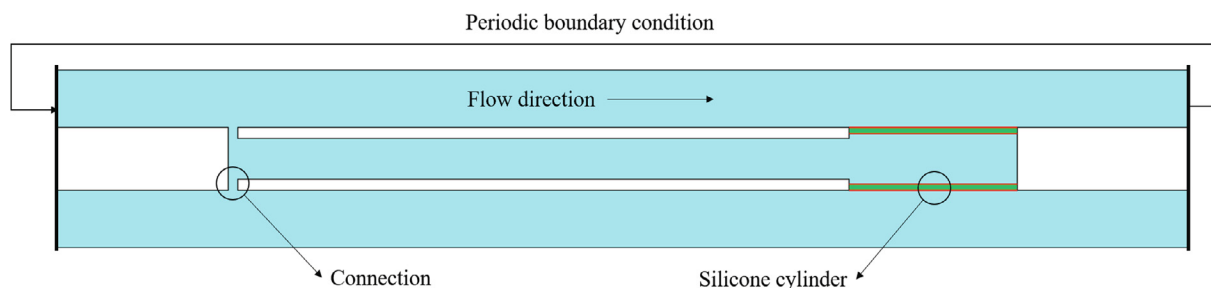 Periodic boundary condition
Flow direction
Connection
Silicone cylinder